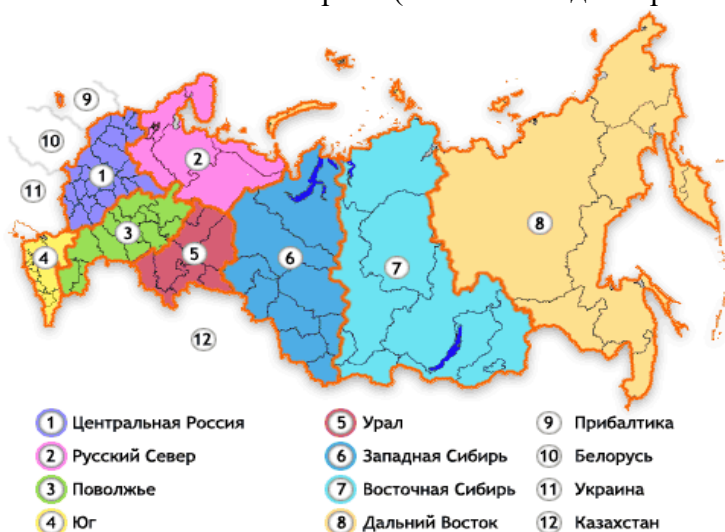 9
10
2
1
11
8
3
4
5
6
7
12
1 Центральная Россия
2 Русский Север
3 Поволжье
4 Юг
5 Урал
6 Западная Сибирь
7 Восточная Сибирь
8 Дальний Восток
9 Прибалтика
10 Белорусь
11 Украина
12 Казахстан